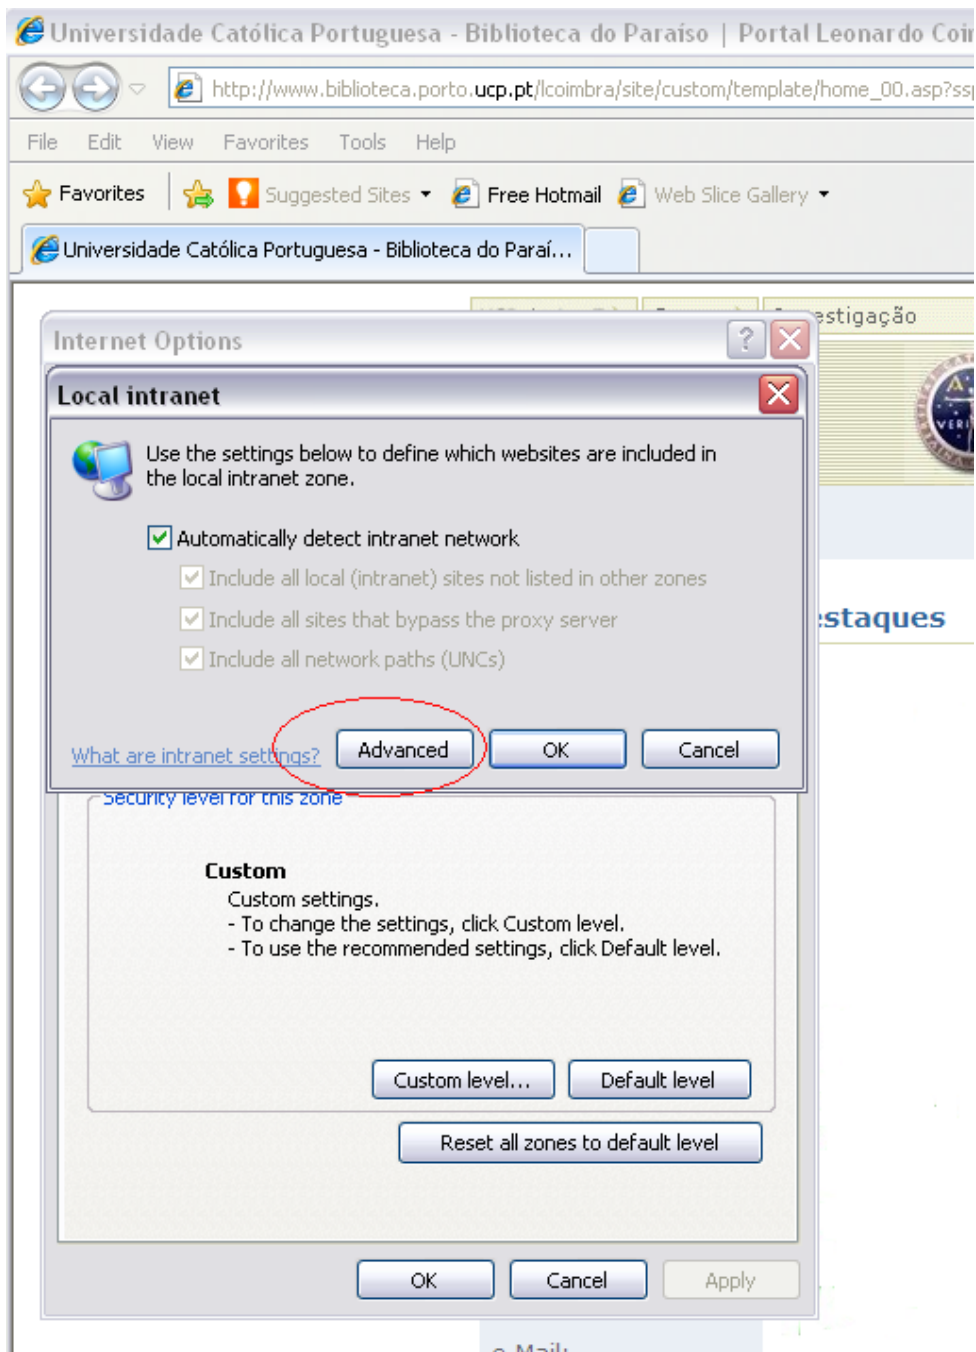 Universidade Católica Portuguesa - Biblioteca do Paraíso | Portal Leonardo Coi
http://www.biblioteca.porto.ucp.pt/lcoimbra/site/custom/template/home_00.asp?ss
File Edit View Favorites Tools Help
Favorites Suggested Sites Free Hotmail Web Slice Gallery
Universidade Católica Portuguesa - Biblioteca do Paraí...
estigação
Internet Options
Local intranet
Use the settings below to define which websites are included in
the local intranet zone.
Automatically detect intranet network
Include all local (intranet) sites not listed in other zones
Include all sites that bypass the proxy server
Include all network paths (UNCs)
estaques
What are intranet settings? Advanced OK Cancel
Security level for this zone
Custom
Custom settings.
- To change the settings, click Custom level.
- To use the recommended settings, click Default level.
Custom level... Default level
Reset all zones to default level
OK Cancel Apply
e-Mail: